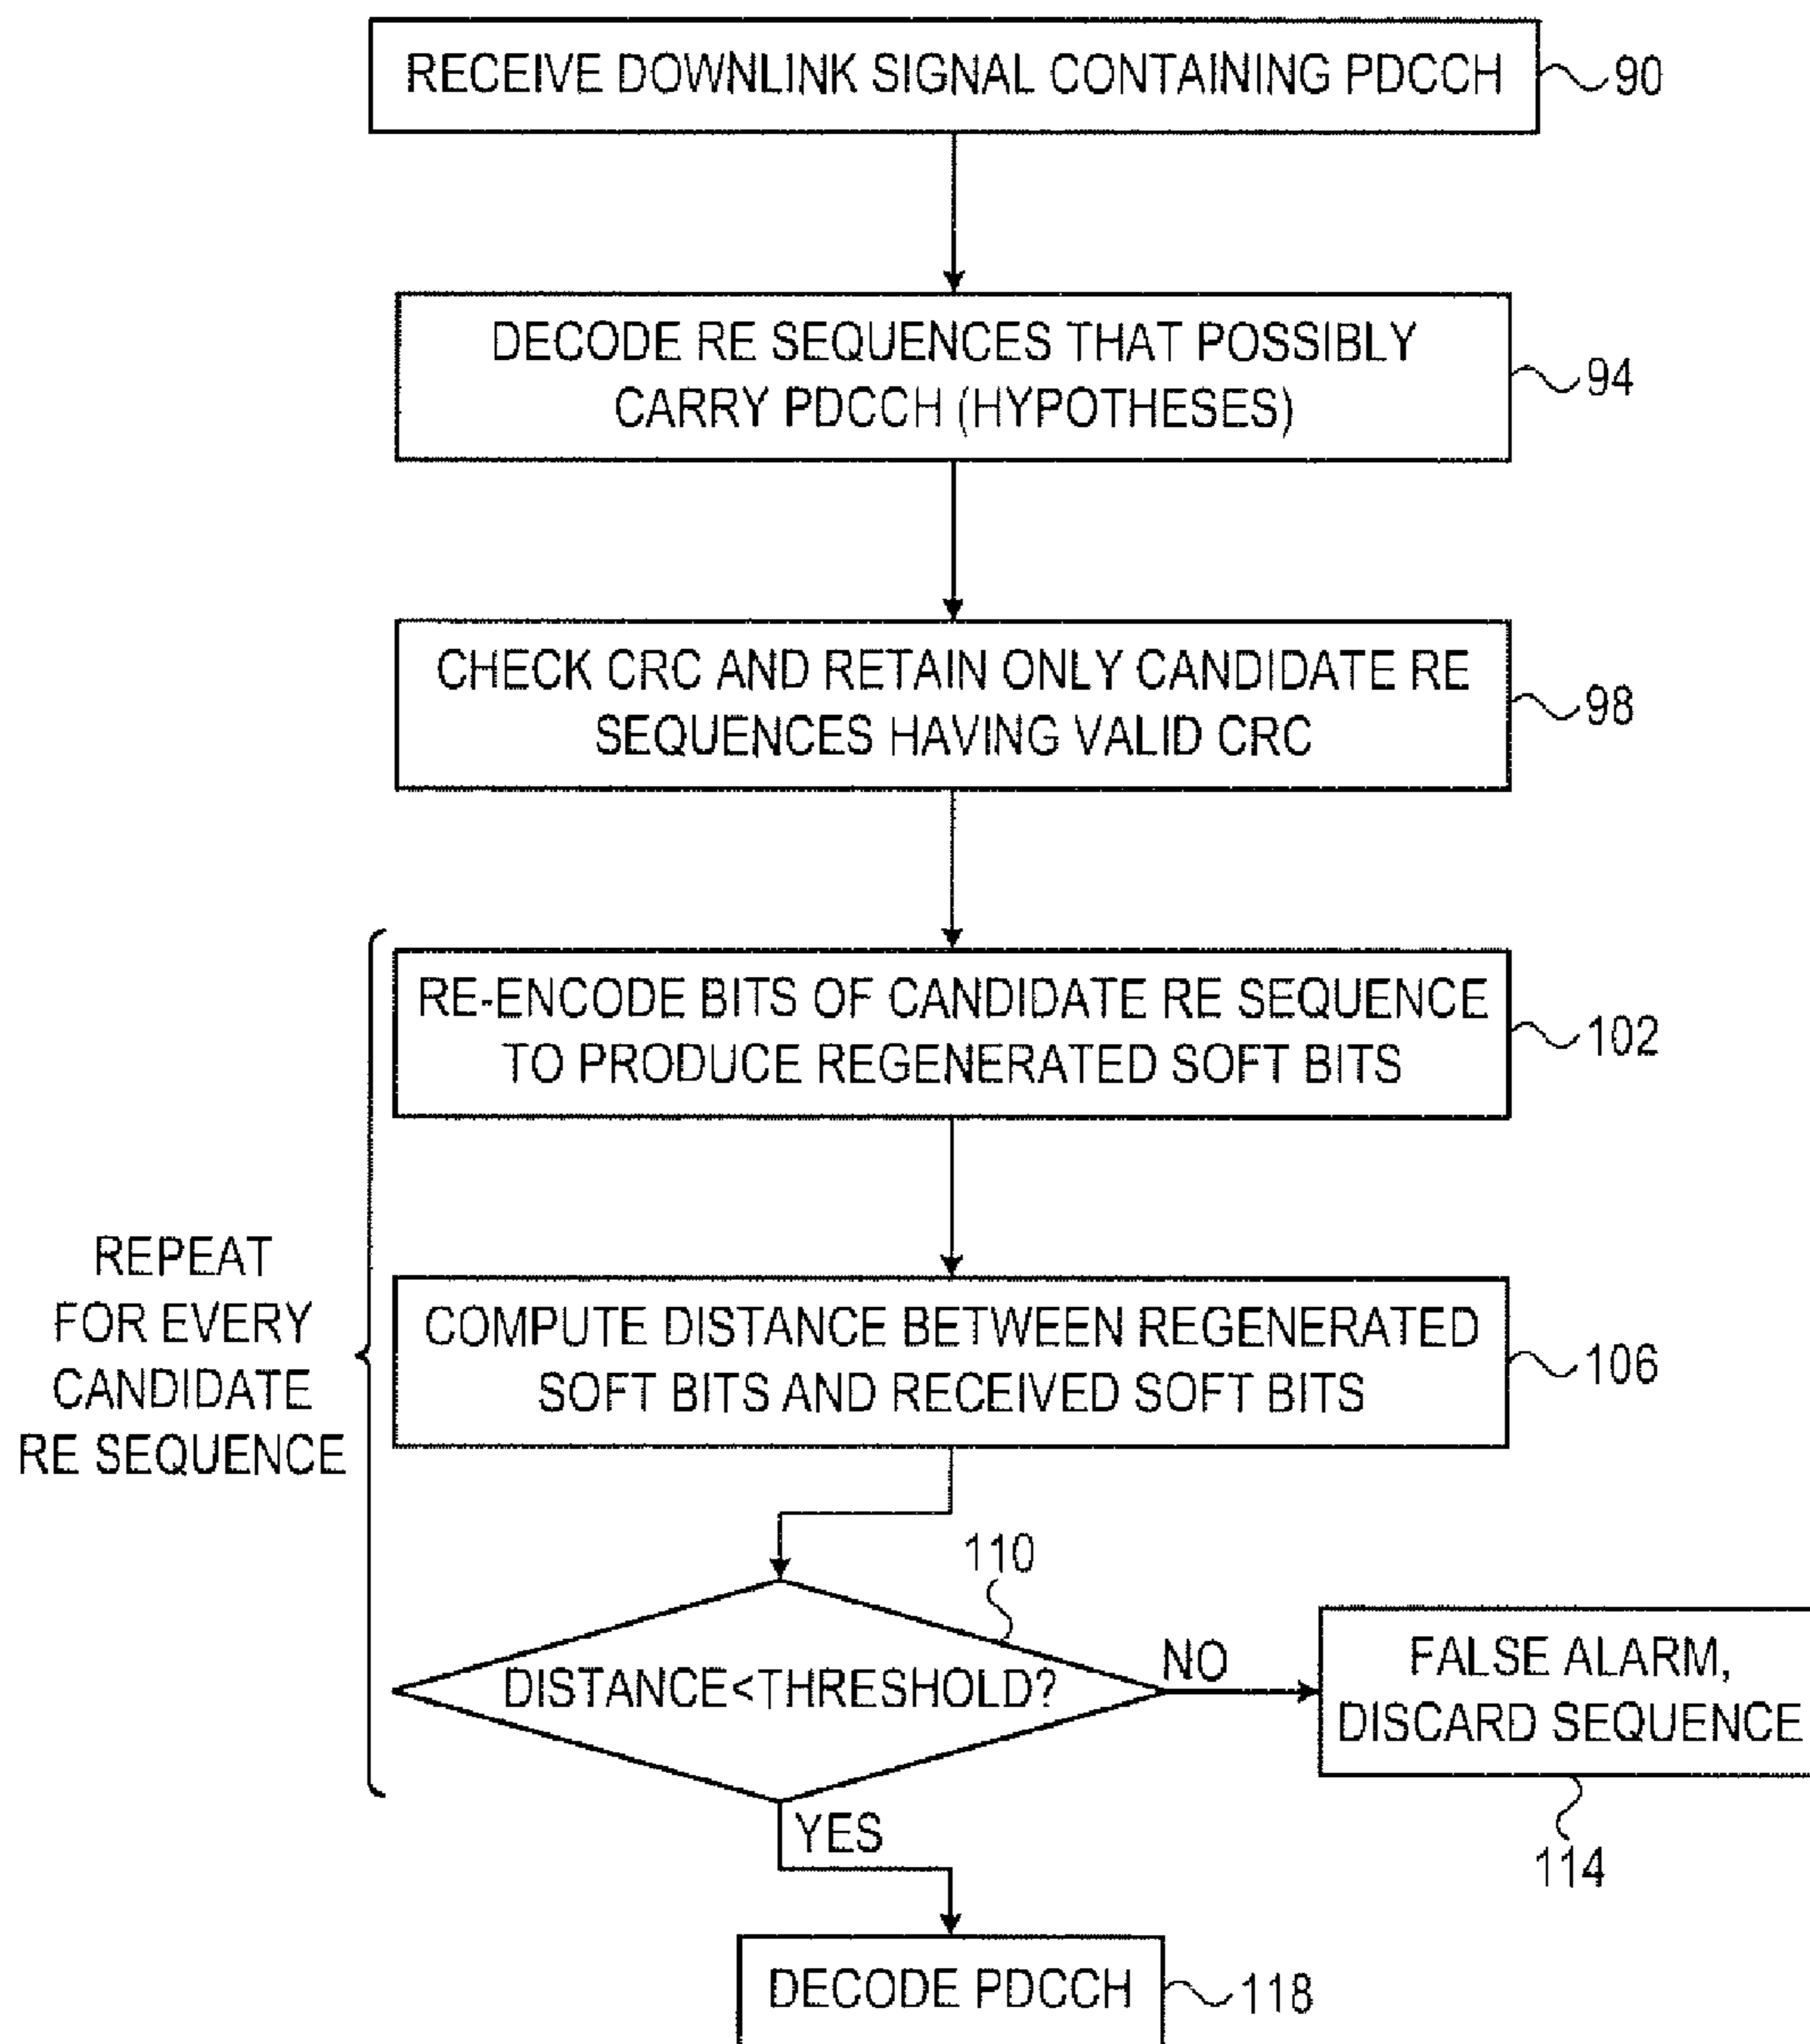 RECEIVE DOWNLINK SIGNAL CONTAINING PDCCH
90
DECODE RE SEQUENCES THAT POSSIBLY
CARRY PDCCH (HYPOTHESES)
94
CHECK CRC AND RETAIN ONLY CANDIDATE RE
SEQUENCES HAVING VALID CRC
98
RE-ENCODE BITS OF CANDIDATE RE SEQUENCE
TO PRODUCE REGENERATED SOFT BITS
102
REPEAT
FOR EVERY
CANDIDATE
RE SEQUENCE
COMPUTE DISTANCE BETWEEN REGENERATED
SOFT BITS AND RECEIVED SOFT BITS
106
110
DISTANCE<THRESHOLD?
NO
FALSE ALARM,
DISCARD SEQUENCE
114
YES
DECODE PDCCH
118